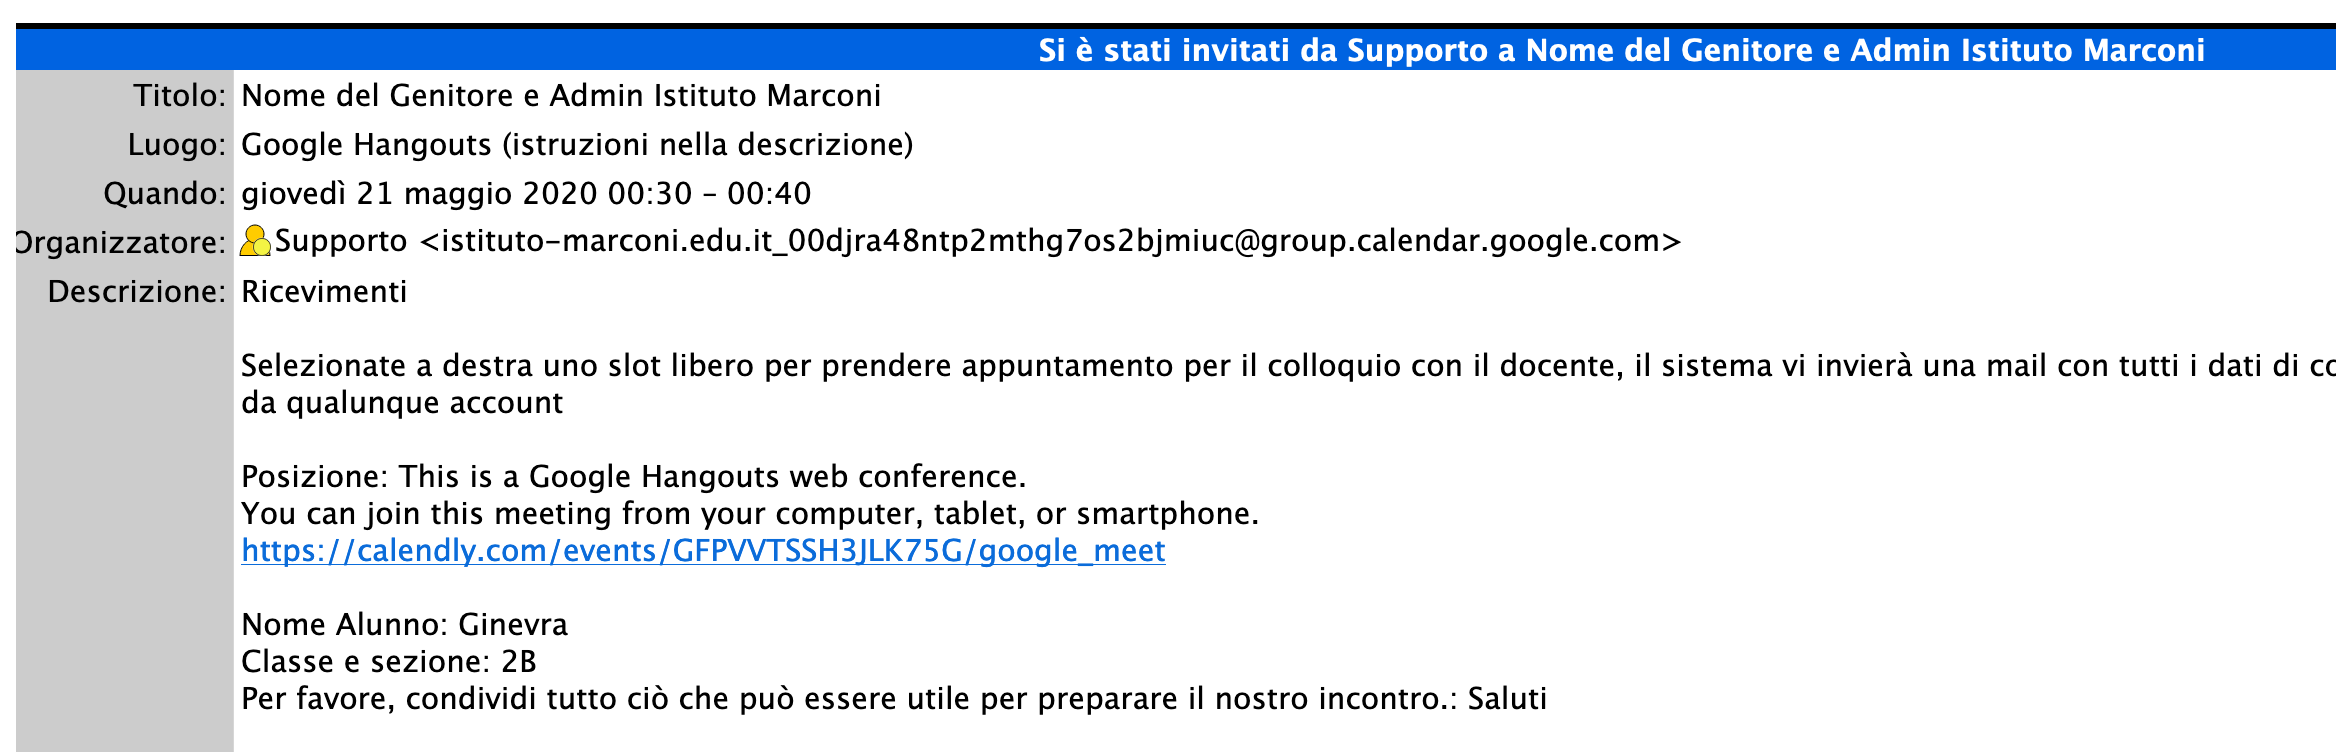 Si è stati invitati da Supporto a Nome del Genitore e Admin Istituto Marconi
Titolo: Nome del Genitore e Admin Istituto Marconi
Luogo: Google Hangouts (istruzioni nella descrizione)
Quando: giovedì 21 maggio 2020 00:30 – 00:40
Organizzatore: Supporto <istituto-marconi.edu.it_00djra48ntp2mthg7os2bjmiuc@group.calendar.google.com>
Descrizione: Ricevimenti
Selezionate a destra uno slot libero per prendere appuntamento per il colloquio con il docente, il sistema vi invierà una mail con tutti i dati di
da qualunque account
Posizione: This is a Google Hangouts web conference.
You can join this meeting from your computer, tablet, or smartphone.
https://calendly.com/events/GFPVVTSSH3JLK75G/google_meet
Nome Alunno: Ginevra
Classe e sezione: 2B
Per favore, condividi tutto ciò che può essere utile per preparare il nostro incontro.: Saluti